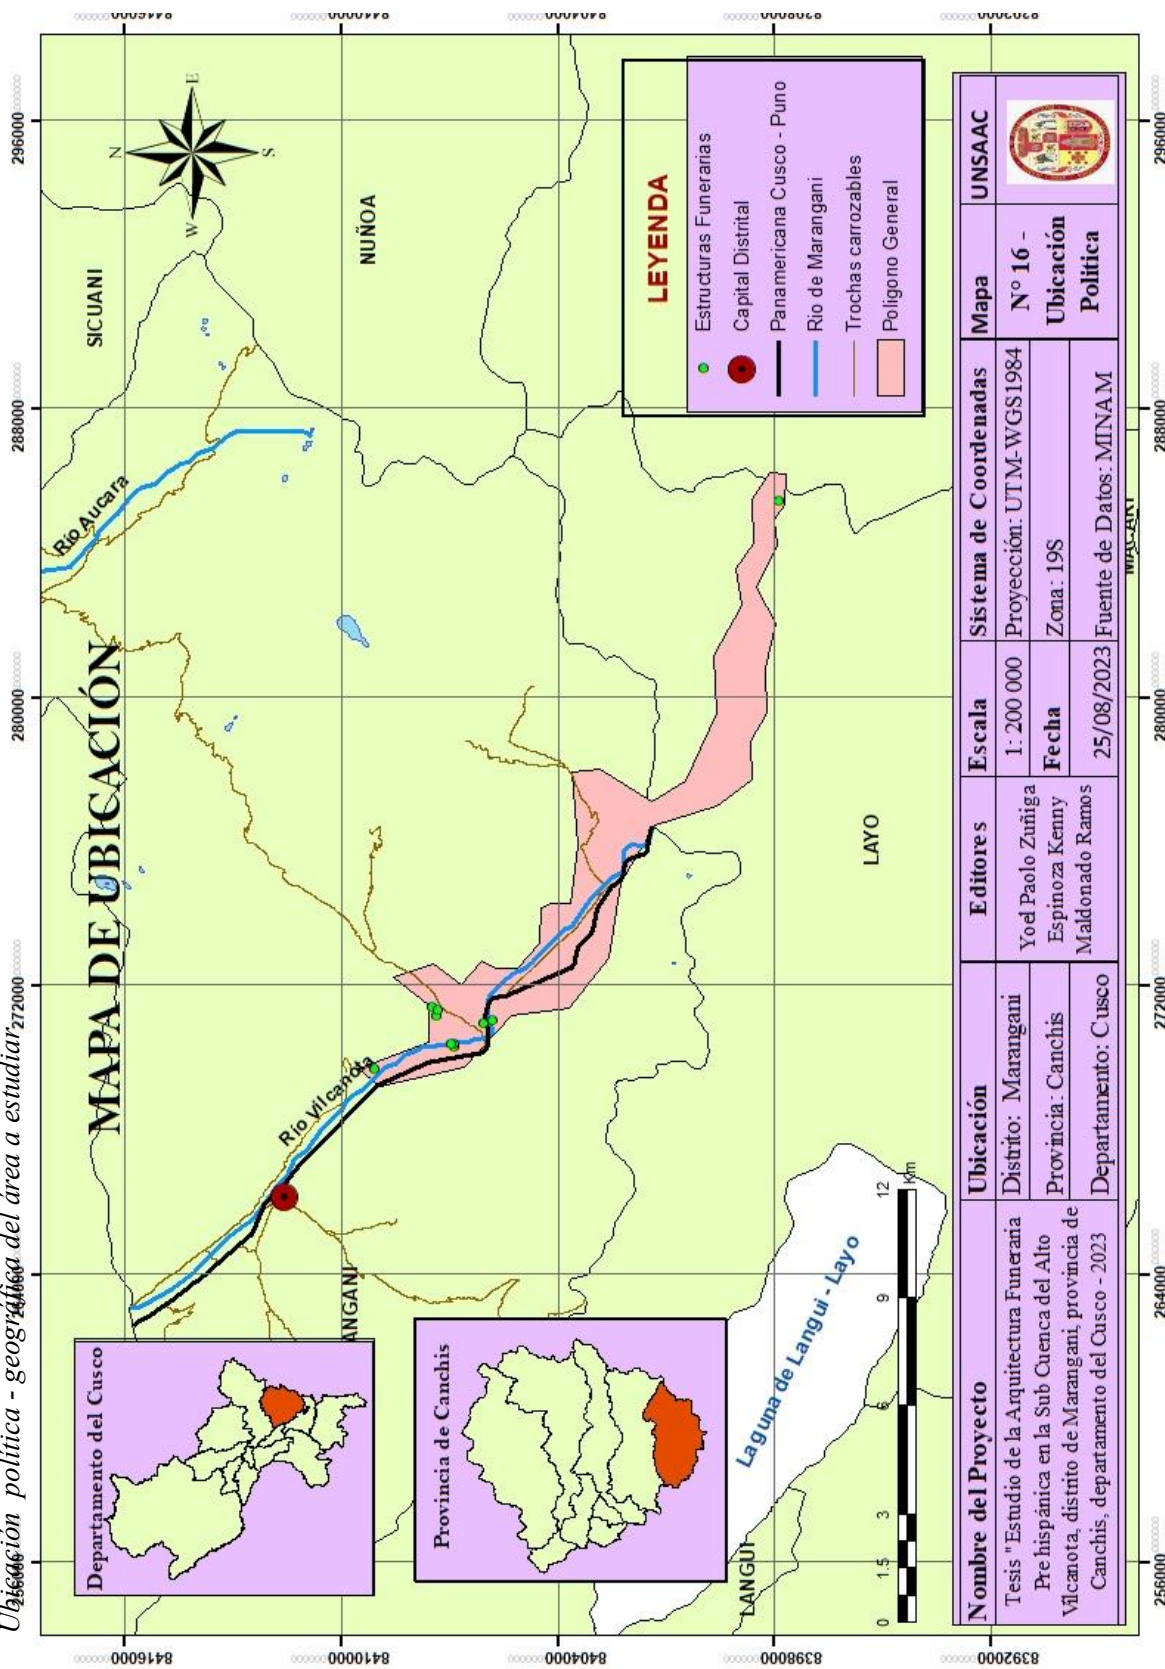 Ubicación política - geográfica del área a estudiar.
MAPA DE UBICACIÓN
272000
280000
288000
296000
8416000
8410000
8404000
N
E
S
W
SICUANI
NUÑOA
Río Aucara
Río Vilcanota
LAYO
LANGUI
Laguna de Langui - Layo
Departamento del Cusco
Provincia de Canchis
LEYENDA
Estructuras Funerarias
Capital Distrital
Panamericana Cusco - Puno
Rio de Marangani
Trochas carrozables
Poligono General
0 1.5 3 6 9 12
Km
256000
264000
272000
280000
288000
296000
Nombre del Proyecto
Tesis "Estudio de la Arquitectura Funeraria
Pre hispánica en la Sub Cuenca del Alto
Vilcanota, distrito de Marangani, provincia de
Canchis, departamento del Cusco - 2023
Ubicación
Distrito: Marangani
Provincia: Canchis
Departamento: Cusco
Editores
Yoel Paolo Zuñiga
Espinoza Kenny
Maldonado Ramos
Escala
1: 200 000
Fecha
25/08/2023
Sistema de Coordenadas
Proyección: UTM-WGS1984
Zona: 19S
Fuente de Datos: MINAM
Mapa
N° 16 -
Ubicación
Política
UNSAAC